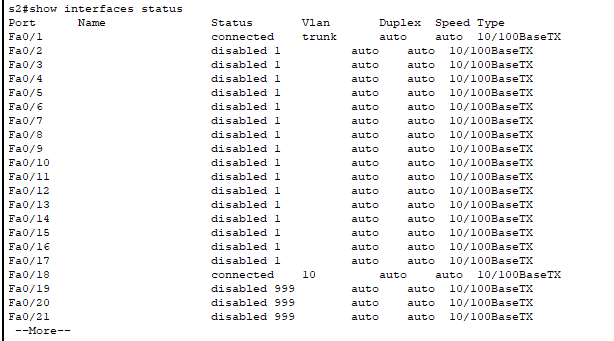 s2#show interfaces status
Port Name Status Vlan Duplex Speed Type
Fa0/1 connected trunk auto auto 10/100BaseTX
Fa0/2 disabled 1 auto auto 10/100BaseTX
Fa0/3 disabled 1 auto auto 10/100BaseTX
Fa0/4 disabled 1 auto auto 10/100BaseTX
Fa0/5 disabled 1 auto auto 10/100BaseTX
Fa0/6 disabled 1 auto auto 10/100BaseTX
Fa0/7 disabled 1 auto auto 10/100BaseTX
Fa0/8 disabled 1 auto auto 10/100BaseTX
Fa0/9 disabled 1 auto auto 10/100BaseTX
Fa0/10 disabled 1 auto auto 10/100BaseTX
Fa0/11 disabled 1 auto auto 10/100BaseTX
Fa0/12 disabled 1 auto auto 10/100BaseTX
Fa0/13 disabled 1 auto auto 10/100BaseTX
Fa0/14 disabled 1 auto auto 10/100BaseTX
Fa0/15 disabled 1 auto auto 10/100BaseTX
Fa0/16 disabled 1 auto auto 10/100BaseTX
Fa0/17 disabled 1 auto auto 10/100BaseTX
Fa0/18 connected 10 auto auto 10/100BaseTX
Fa0/19 disabled 999 auto auto 10/100BaseTX
Fa0/20 disabled 999 auto auto 10/100BaseTX
Fa0/21 disabled 999 auto auto 10/100BaseTX
--More--